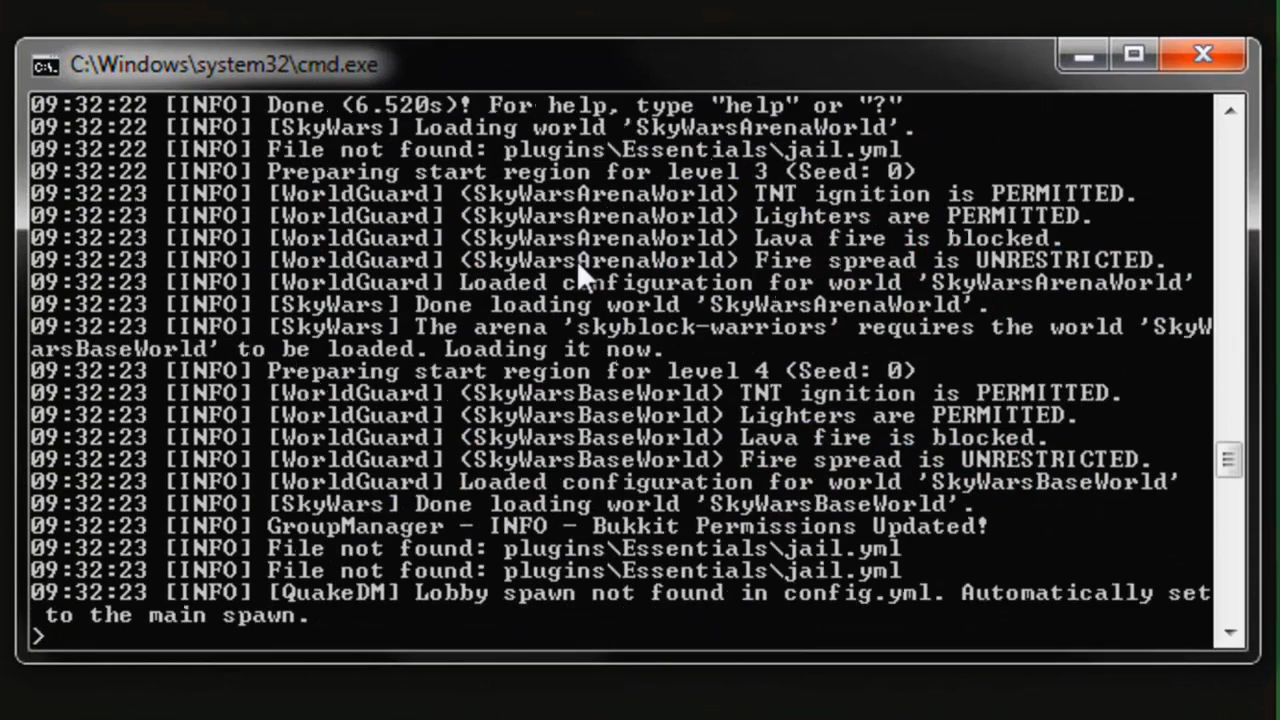 C:\Windows\system32\cmd.exe
09:32:22 [INFO] Done (6.520s)! For help, type "help" or "?"
09:32:22 [INFO] [SkyWars] Loading world 'SkyWarsArenaWorld'.
09:32:22 [INFO] File not found: plugins\Essentials\jail.yml
09:32:22 [INFO] Preparing start region for level 3 (Seed: 0)
09:32:23 [INFO] [WorldGuard] (SkyWarsArenaWorld) TNT ignition is PERMITTED.
09:32:23 [INFO] [WorldGuard] (SkyWarsArenaWorld) Lighters are PERMITTED.
09:32:23 [INFO] [WorldGuard] (SkyWarsArenaWorld) Lava fire is blocked.
09:32:23 [INFO] [WorldGuard] (SkyWarsArenaWorld) Fire spread is UNRESTRICTED.
09:32:23 [INFO] [WorldGuard] Loaded configuration for world 'SkyWarsArenaWorld'
09:32:23 [INFO] [SkyWars] Done loading world 'SkyWarsArenaWorld'.
09:32:23 [INFO] [SkyWars] The arena 'skyblock-warriors' requires the world 'SkyW
arsBaseWorld' to be loaded. Loading it now.
09:32:23 [INFO] Preparing start region for level 4 (Seed: 0)
09:32:23 [INFO] [WorldGuard] (SkyWarsBaseWorld) TNT ignition is PERMITTED.
09:32:23 [INFO] [WorldGuard] (SkyWarsBaseWorld) Lighters are PERMITTED.
09:32:23 [INFO] [WorldGuard] (SkyWarsBaseWorld) Lava fire is blocked.
09:32:23 [INFO] [WorldGuard] (SkyWarsBaseWorld) Fire spread is UNRESTRICTED.
09:32:23 [INFO] [WorldGuard] Loaded configuration for world 'SkyWarsBaseWorld'
09:32:23 [INFO] [SkyWars] Done loading world 'SkyWarsBaseWorld'.
09:32:23 [INFO] GroupManager - INFO - Bukkit Permissions Updated!
09:32:23 [INFO] File not found: plugins\Essentials\jail.yml
09:32:23 [INFO] File not found: plugins\Essentials\jail.yml
09:32:23 [INFO] [QuakeDM] Lobby spawn not found in config.yml. Automatically set
to the main spawn.
>